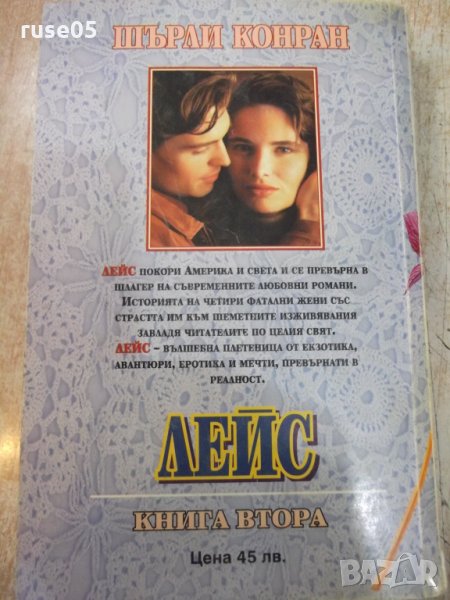 ruse05
ШЪРЛИ КОНРАН
ЛЕЙС ПОКОРИ АМЕРИКА И СВЕТА И СЕ ПРЕВЪРНА В
ШЛАГЕР НА СЪВРЕМЕННИТЕ ЛЮБОВНИ РОМАНИ.
ИСТОРИЯТА НА ЧЕТИРИ ФАТАЛНИ ЖЕНИ СЪС
СТРАСТТА ИМ КЪМ ШЕМЕТНИТЕ ИЗЖИВЯВАНИЯ
ЗАВЛАДЯ ЧИТАТЕЛИТЕ ПО ЦЕЛИЯ СВЯТ.
ЛЕЙС – ВЪЛШЕБНА ПЛЕТЕНИЦА ОТ ЕКЗОТИКА,
АВАНТЮРИ, ЕРОТИКА И МЕЧТИ, ПРЕВЪРНАТИ В
РЕАЛНОСТ.
ЛЕЙС
КНИГА ВТОРА
Цена 45 лв.
BAZAR